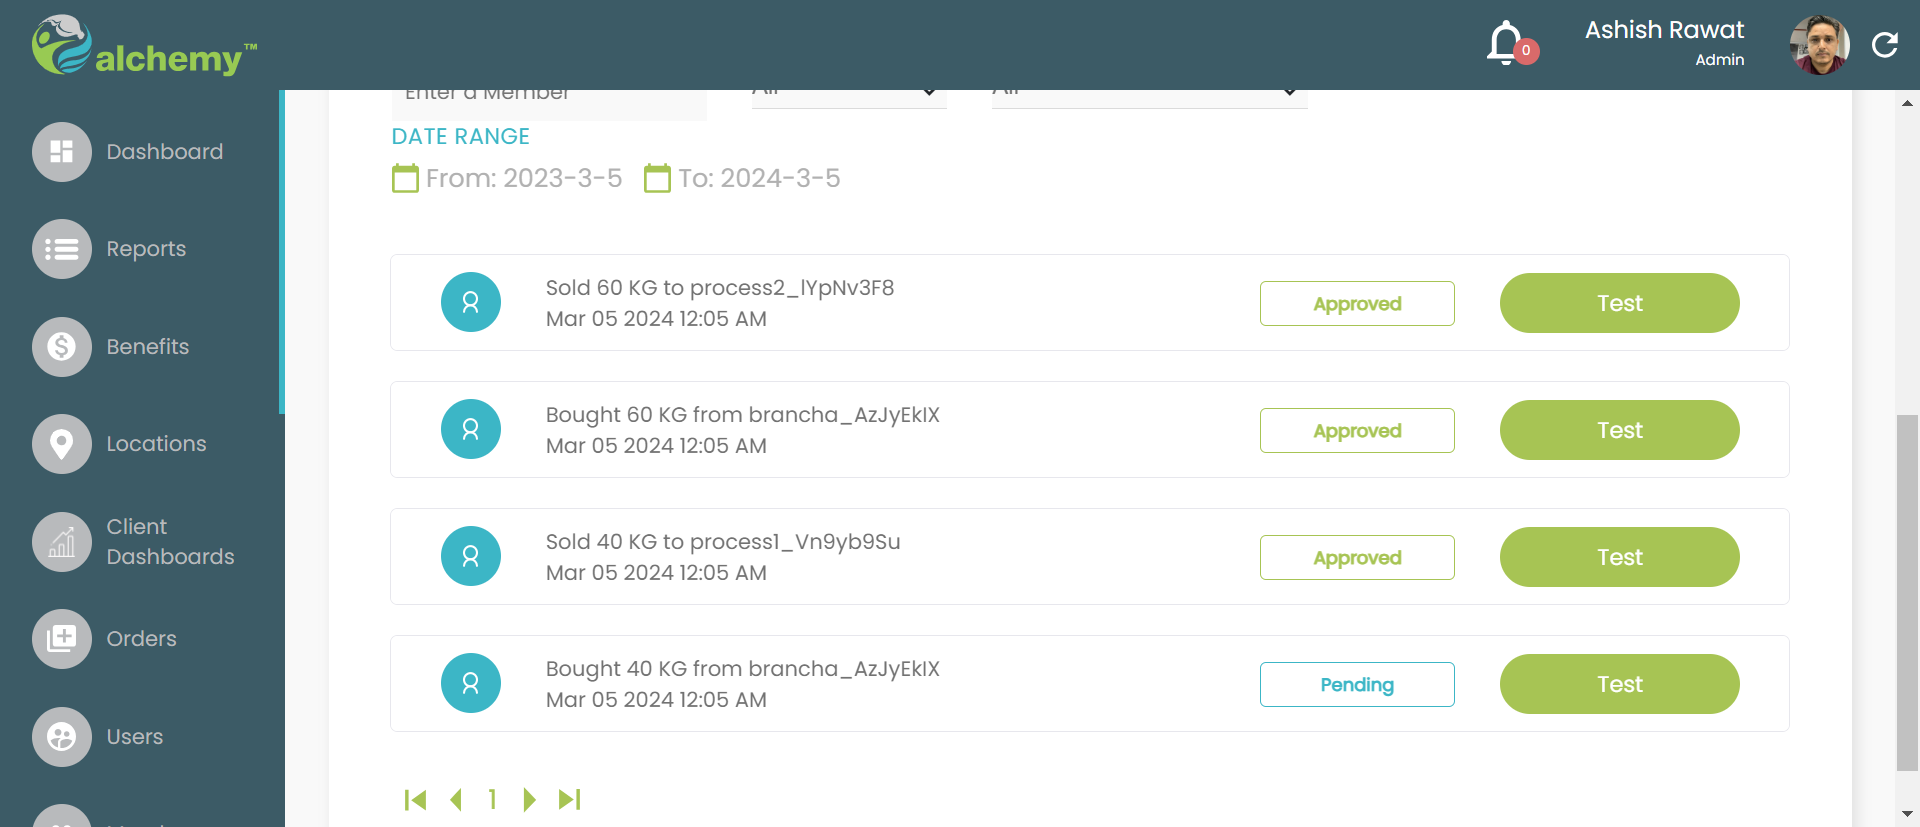 alchemy™
0
Ashish Rawat
Admin
Dashboard
Reports
Benefits
Locations
Client
Dashboards
Orders
Users
Enter a Member
All
All
DATE RANGE
From: 2023-3-5
To: 2024-3-5
Sold 60 KG to process2_lYpNv3F8
Mar 05 2024 12:05 AM
Approved
Test
Bought 60 KG from brancha_AzJyEkIX
Mar 05 2024 12:05 AM
Approved
Test
Sold 40 KG to process1_Vn9yb9Su
Mar 05 2024 12:05 AM
Approved
Test
Bought 40 KG from brancha_AzJyEkIX
Mar 05 2024 12:05 AM
Pending
Test
1